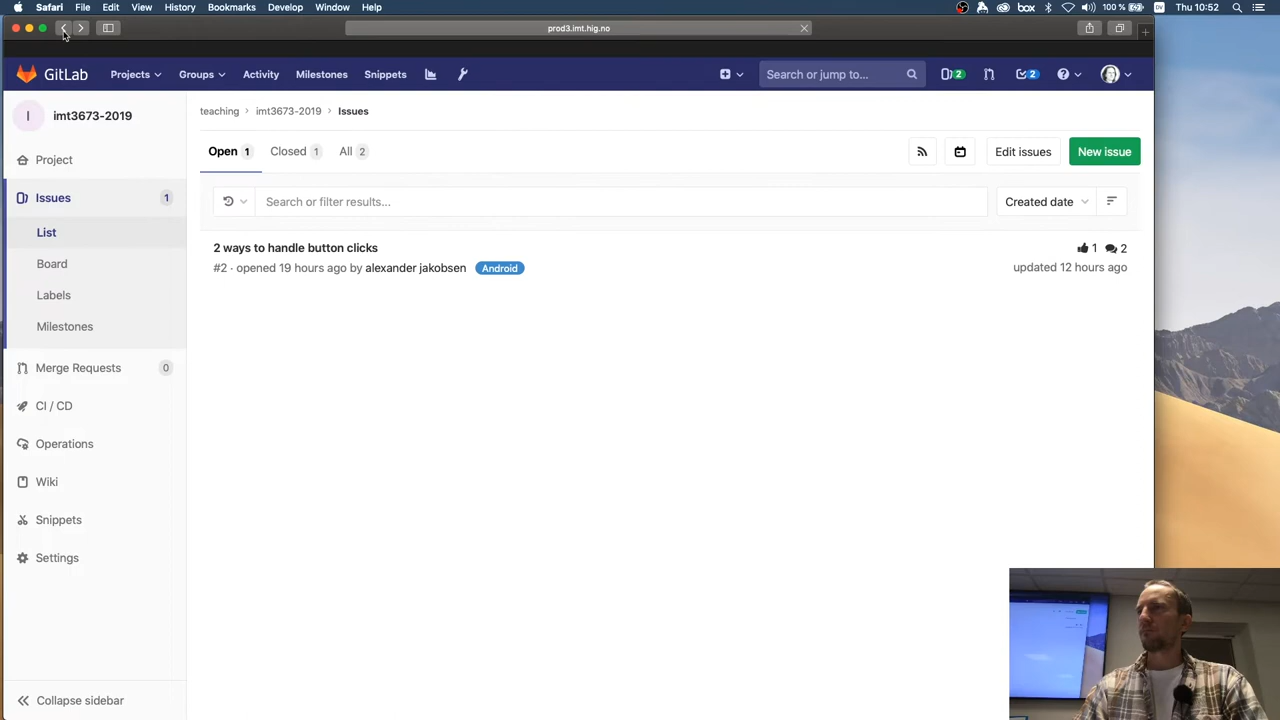 Safari File Edit View History Bookmarks Develop Window Help box 100 % DV Thu 10:52
prod3.imt.hig.no
GitLab Projects Groups Activity Milestones Snippets Search or jump to... 2 2
I imt3673-2019
teaching > imt3673-2019 > Issues
Open 1 Closed 1 All 2 Edit issues New issue
Project
Issues 1
Search or filter results... Created date
List
2 ways to handle button clicks 1 2
Board
#2 · opened 19 hours ago by alexander jakobsen Android updated 12 hours ago
Labels
Milestones
Merge Requests 0
CI / CD
Operations
Wiki
Snippets
Settings
Collapse sidebar